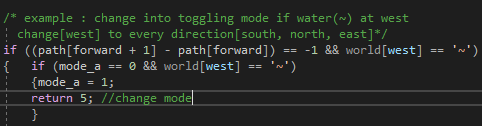 /* example : change into toggling mode if water(~) at west
change[west] to every direction[south, north, east]*/
if ((path[forward + 1] - path[forward]) == -1 && world[west] == '~')
{   if (mode_a == 0 && world[west] == '~')
{mode_a = 1;
return 5; //change mode
}